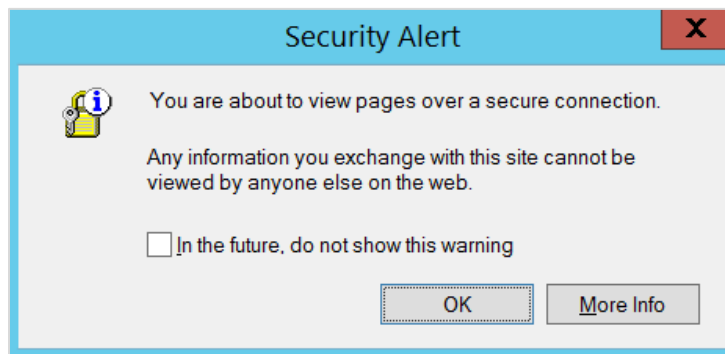 Security Alert
X
You are about to view pages over a secure connection.
Any information you exchange with this site cannot be
viewed by anyone else on the web.
In the future, do not show this warning
OK
More Info